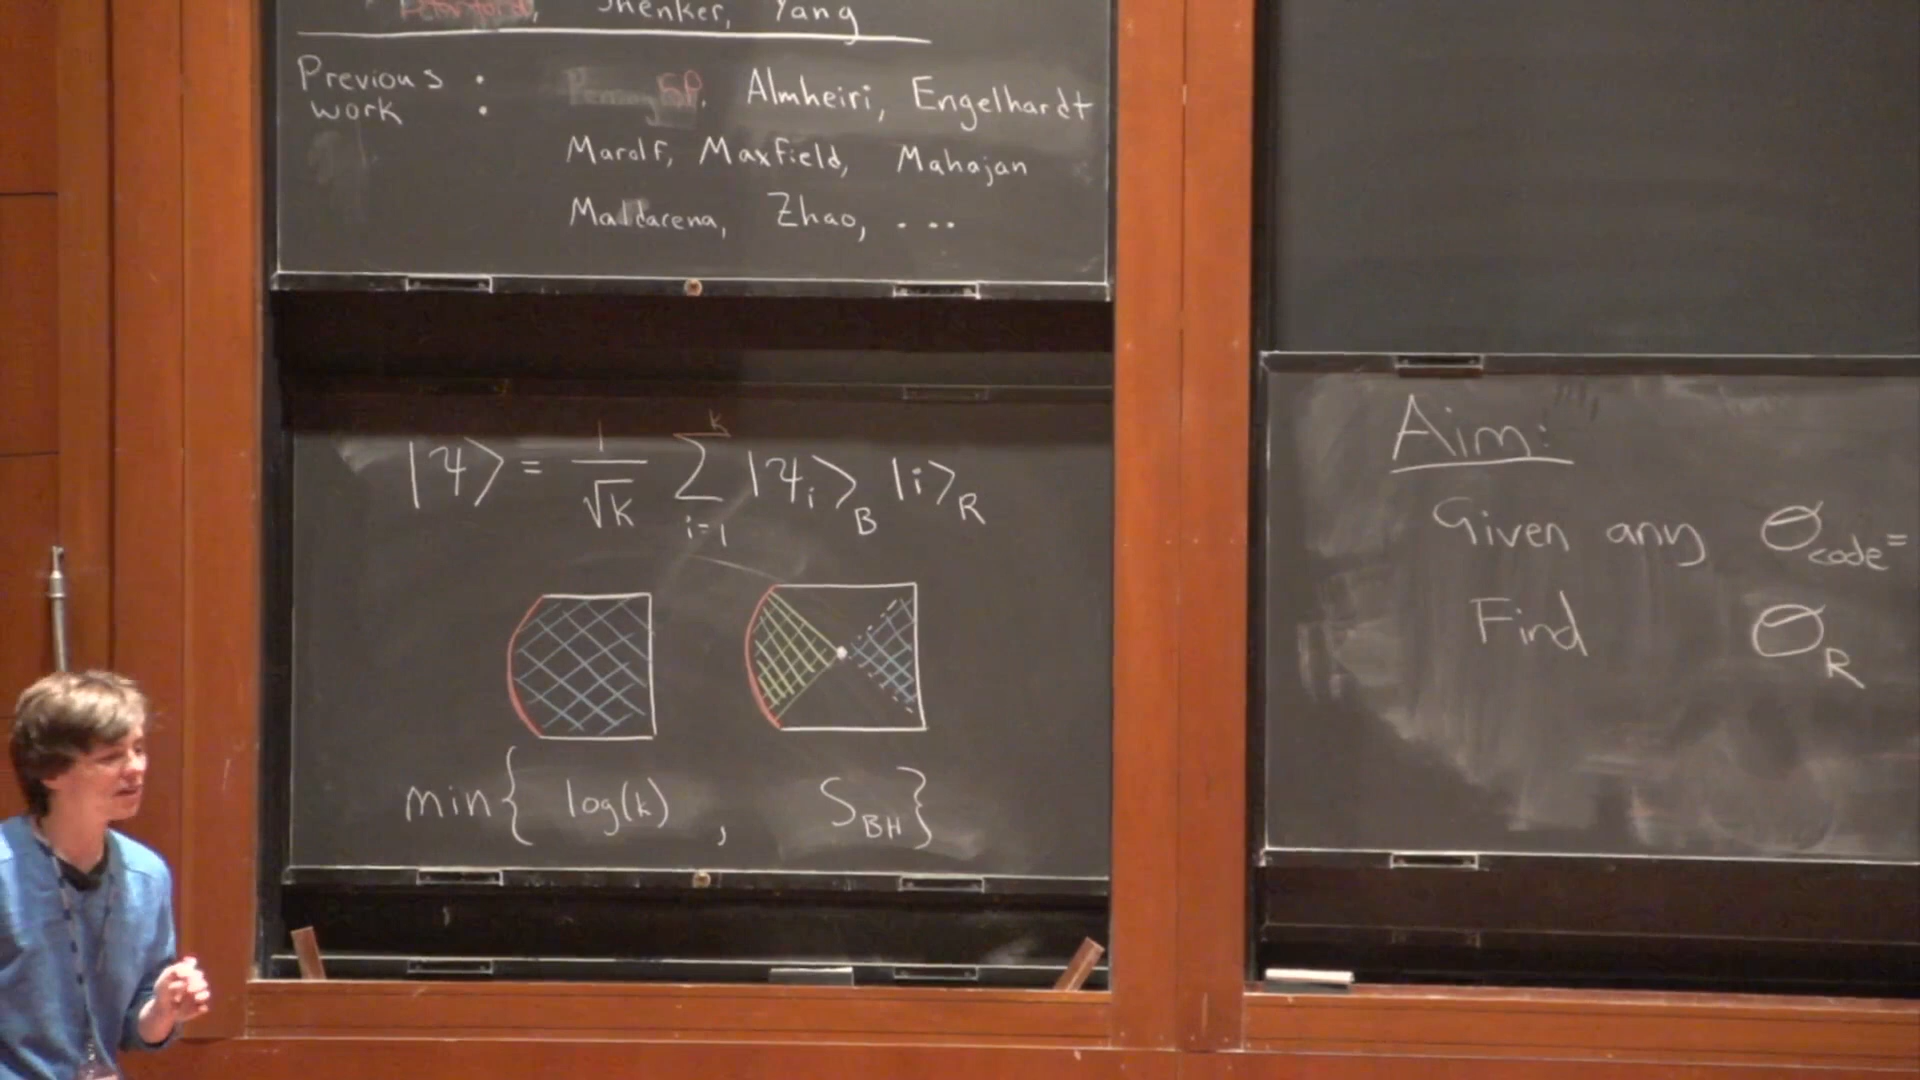 Shenker, Yang
Previous work : Almheiri, Engelhardt
Marolf, Maxfield, Mahajan
Maldacena, Zhao, ....
|Ψ⟩ = 1/√k ∑_{i=1}^{k} |Ψ_i⟩_B |i⟩_R
min{ log(k) , S_BH }
Aim:
Given any O_code =
Find O_R